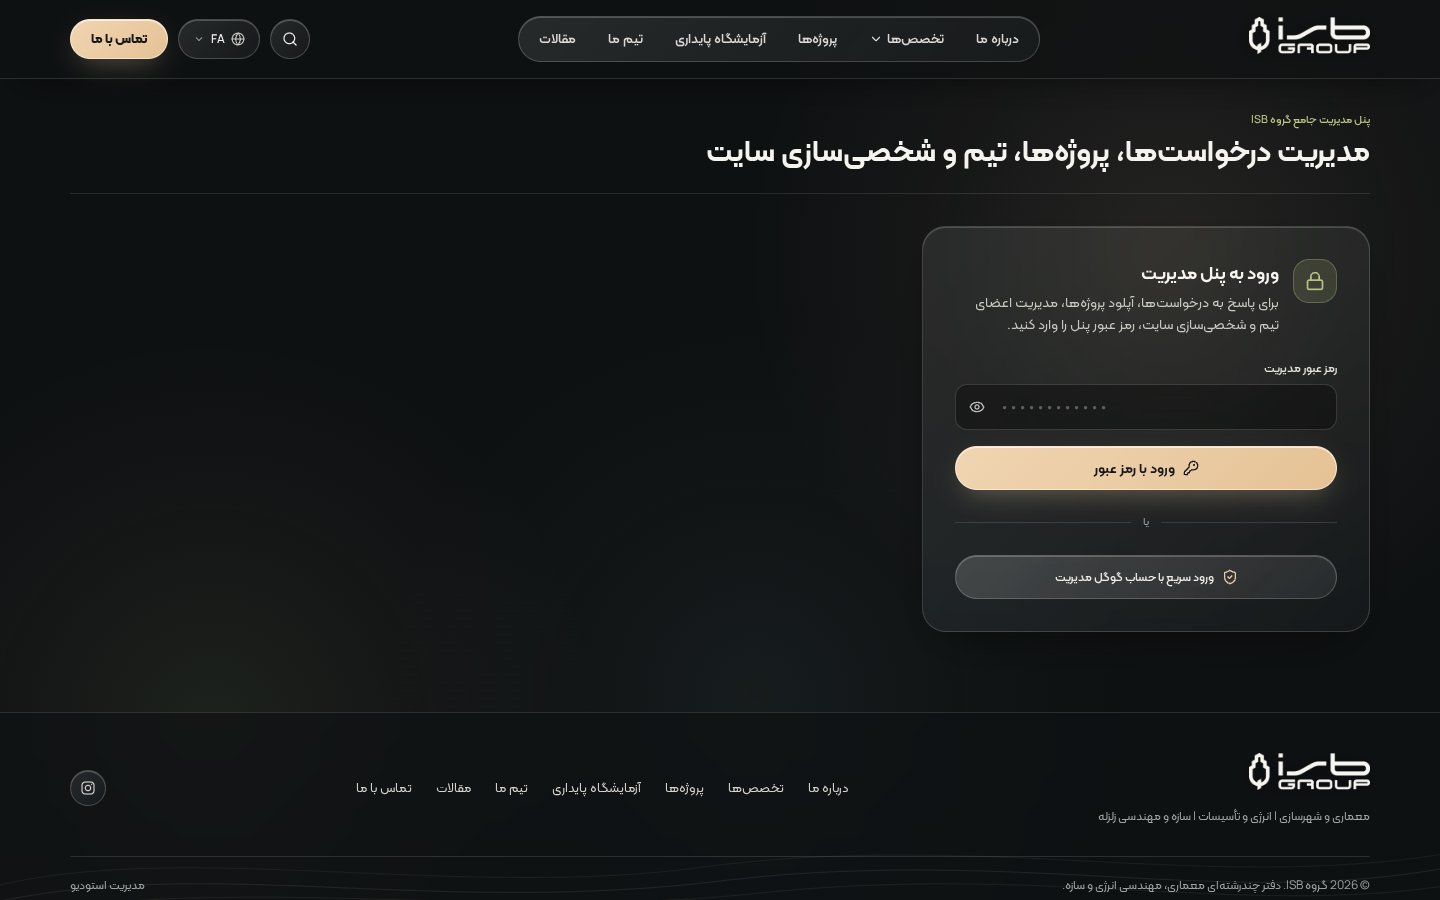 isb
GROUP
درباره ما
تخصص‌ها
پروژه‌ها
آزمایشگاه پایداری
تیم ما
مقالات
FA
تماس با ما
پنل مدیریت جامع گروه ISB
مدیریت درخواست‌ها، پروژه‌ها، تیم و شخصی‌سازی سایت
ورود به پنل مدیریت
برای پاسخ به درخواست‌ها، آپلود پروژه‌ها، مدیریت اعضای
تیم و شخصی‌سازی سایت، رمز عبور پنل را وارد کنید.
رمز عبور مدیریت
ورود با رمز عبور
یا
ورود سریع با حساب گوگل مدیریت
isb
GROUP
معماری و شهرسازی | انرژی و تأسیسات | سازه و مهندسی زلزله
درباره ما
تخصص‌ها
پروژه‌ها
آزمایشگاه پایداری
تیم ما
مقالات
تماس با ما
© 2026 گروه ISB. دفتر چندرشته‌ای معماری، مهندسی انرژی و سازه.
مدیریت استودیو